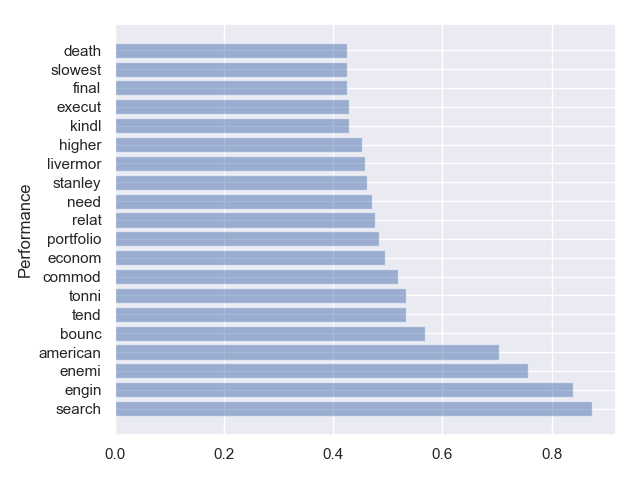 death
slowest
final
execut
kindl
higher
livermor
stanley
need
relat
portfolio
econom
commod
tonni
tend
bounc
american
enemi
engin
search
Performance
0.0 0.2 0.4 0.6 0.8